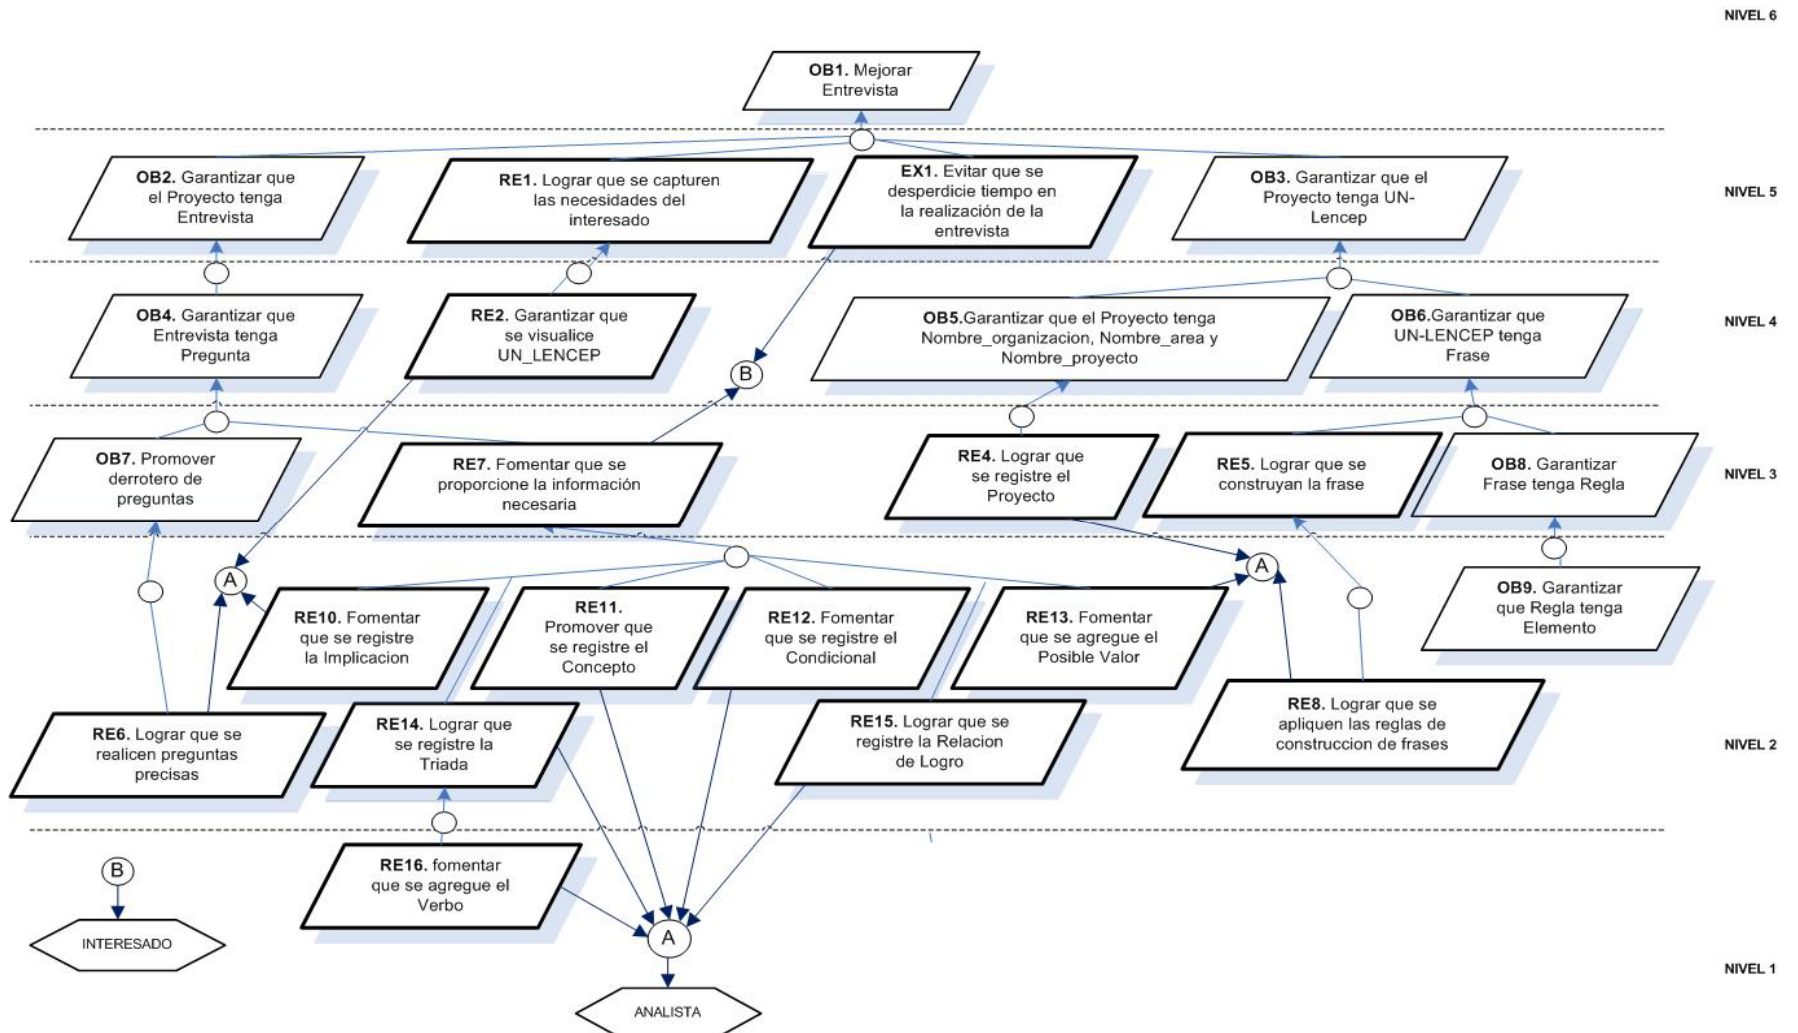 NIVEL 6
OB1. Mejorar
Entrevista
OB2. Garantizar que
el Proyecto tenga
Entrevista
RE1. Lograr que se capturen
las necesidades del
interesado
EX1. Evitar que se
desperdicie tiempo en
la realización de la
entrevista
OB3. Garantizar que el
Proyecto tenga UN-
Lencep
NIVEL 5
OB4. Garantizar que
Entrevista tenga
Pregunta
RE2. Garantizar que
se visualice
UN_LENCEP
B
OB5.Garantizar que el Proyecto tenga
Nombre_organizacion, Nombre_area y
Nombre_proyecto
OB6.Garantizar que
UN-LENCEP tenga
Frase
NIVEL 4
OB7. Promover
derrotero de
preguntas
RE7. Fomentar que se
proporcione la información
necesaria
RE4. Lograr que
se registre el
Proyecto
RE5. Lograr que se
construyan la frase
OB8. Garantizar
Frase tenga Regla
NIVEL 3
A
A
RE10. Fomentar
que se registre
la Implicacion
RE11.
Promover que
se registre el
Concepto
RE12. Fomentar
que se registre el
Condicional
RE13. Fomentar
que se agregue el
Posible Valor
OB9. Garantizar
que Regla tenga
Elemento
RE6. Lograr que se
realicen preguntas
precisas
RE14. Lograr que
se registre la
Triada
RE15. Lograr que se
registre la Relacion
de Logro
RE8. Lograr que se
apliquen las reglas de
construccion de frases
NIVEL 2
B
INTERESADO
RE16. fomentar
que se agregue el
Verbo
A
ANALISTA
NIVEL 1